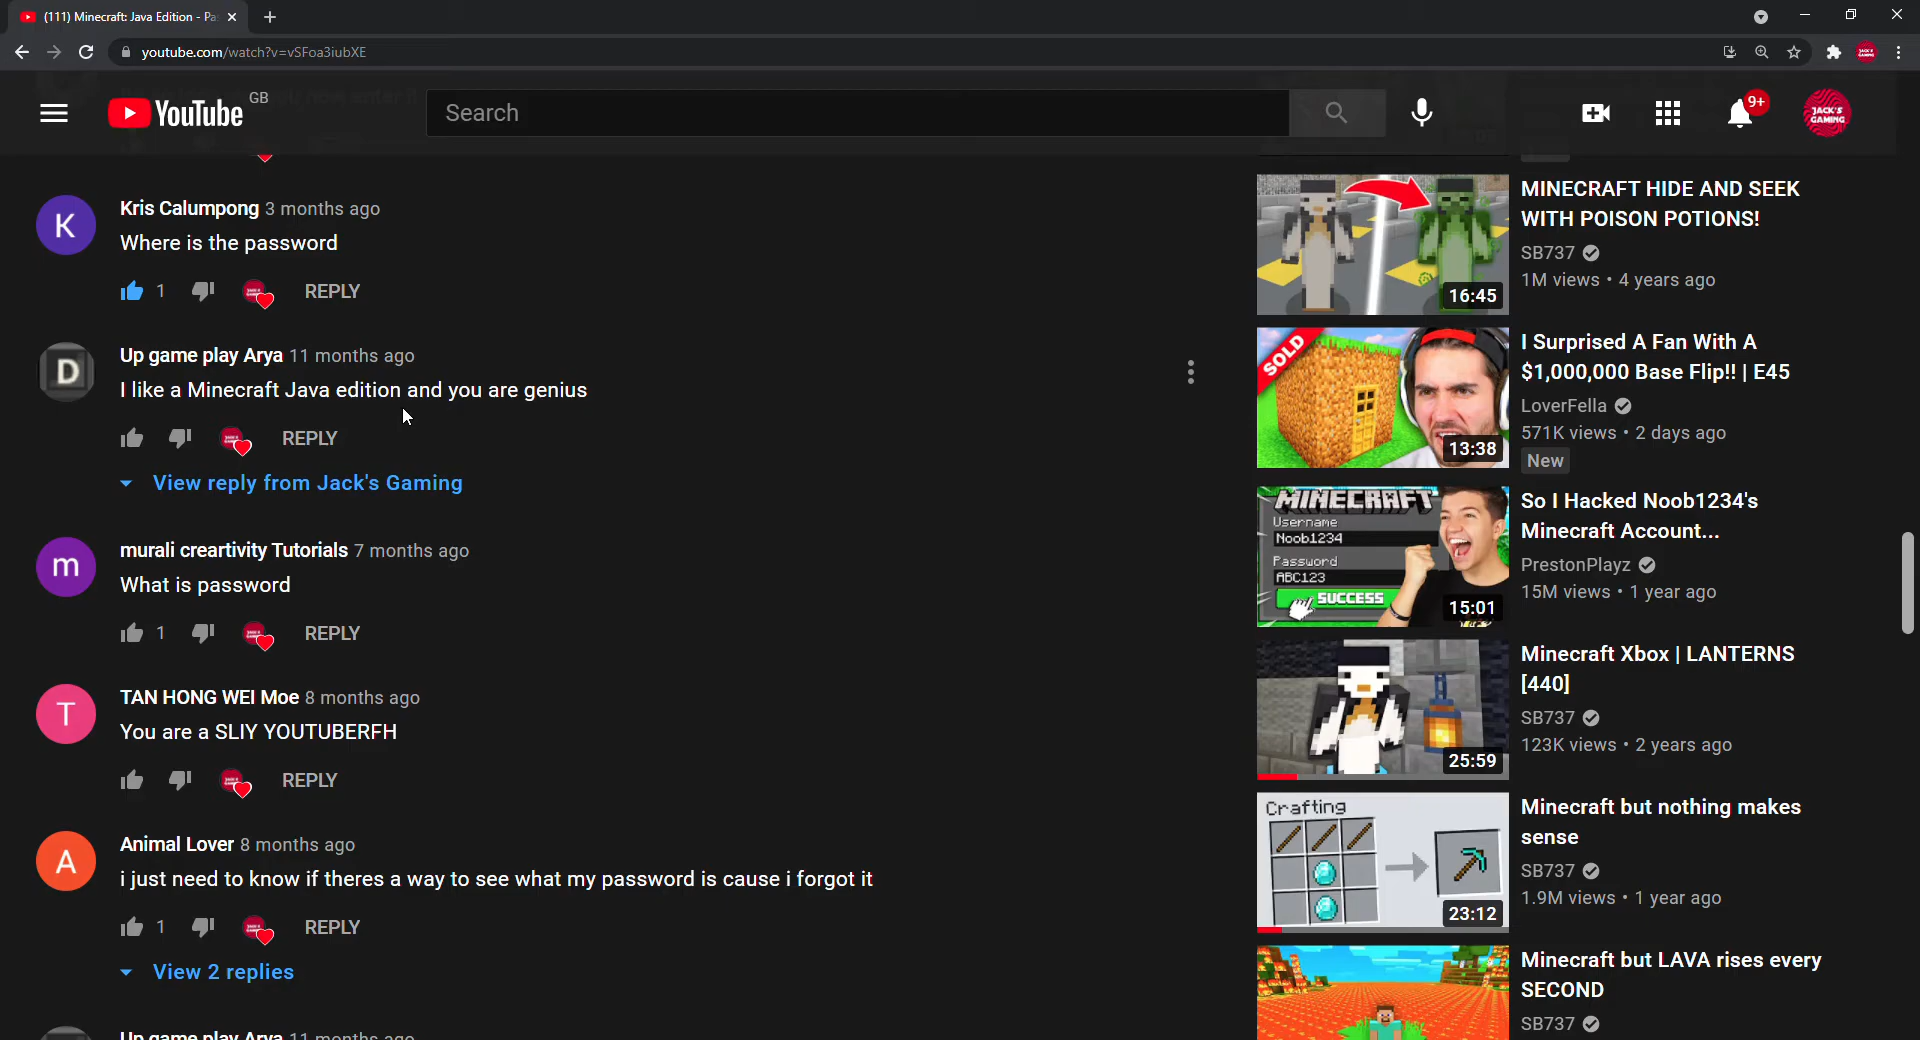 (111) Minecraft: Java Edition - Pa
youtube.com/watch?v=vSFoa3iubXE
YouTube GB
Search
9+
JACK'S GAMING
Kris Calumpong 3 months ago
Where is the password
1 REPLY
D
Up game play Arya 11 months ago
I like a Minecraft Java edition and you are genius
REPLY
View reply from Jack's Gaming
m
murali creartivity Tutorials 7 months ago
What is password
1 REPLY
T
TAN HONG WEI Moe 8 months ago
You are a SLIY YOUTUBERFH
REPLY
A
Animal Lover 8 months ago
i just need to know if theres a way to see what my password is cause i forgot it
1 REPLY
View 2 replies
Up game play Arya 11 months ago
K
16:45
MINECRAFT HIDE AND SEEK
WITH POISON POTIONS!
SB737
1M views • 4 years ago
SOLD
13:38
I Surprised A Fan With A
$1,000,000 Base Flip!! | E45
LoverFella
571K views • 2 days ago
New
MINECRAFT
Username
Noob1234
Password
ABC123
SUCCESS
15:01
So I Hacked Noob1234's
Minecraft Account...
PrestonPlayz
15M views • 1 year ago
25:59
Minecraft Xbox | LANTERNS
[440]
SB737
123K views • 2 years ago
Crafting
23:12
Minecraft but nothing makes
sense
SB737
1.9M views • 1 year ago
Minecraft but LAVA rises every
SECOND
SB737